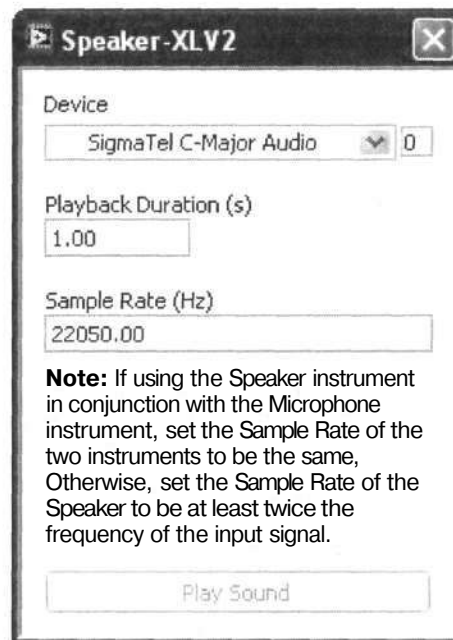 Speaker-XLV2
Device
SigmaTel C-Major Audio 0
Playback Duration (s)
1.00
Sample Rate (Hz)
22050.00
Note: If using the Speaker instrument
in conjunction with the Microphone
instrument, set the Sample Rate of the
two instruments to be the same,
Otherwise, set the Sample Rate of the
Speaker to be at least twice the
frequency of the input signal.
Play Sound